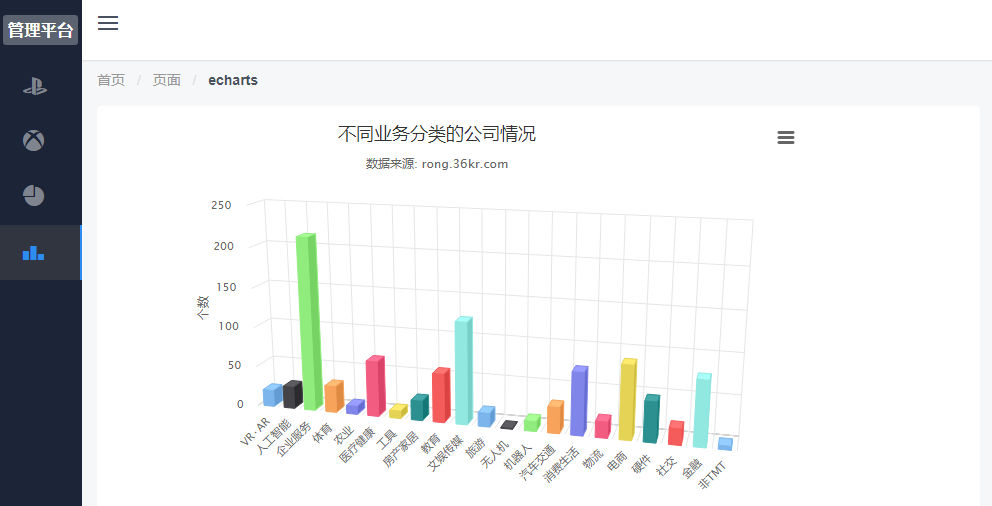 管理平台
首页 / 页面 / echarts
不同业务分类的公司情况
数据来源: rong.36kr.com
250
200
150
100
50
0
个数
VR·AR
人工智能
企业服务
体育
农业
医疗健康
工具
房产家居
教育
文娱传媒
旅游
无人机
机器人
汽车交通
消费生活
物流
电商
硬件
社交
金融
非TMT